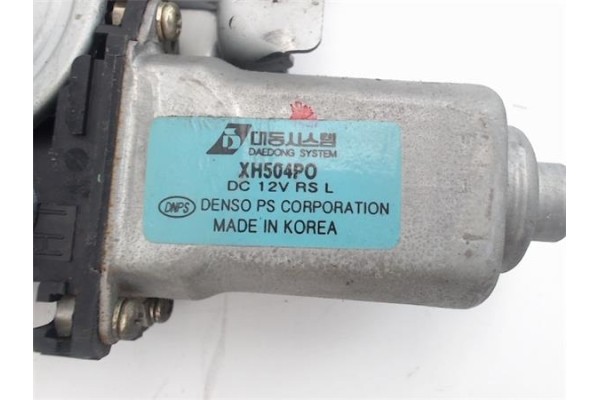 대동시스템
DAEDONG SYSTEM
XH504PO
DC 12V RS L
DNPS DENSO PS CORPORATION
MADE IN KOREA